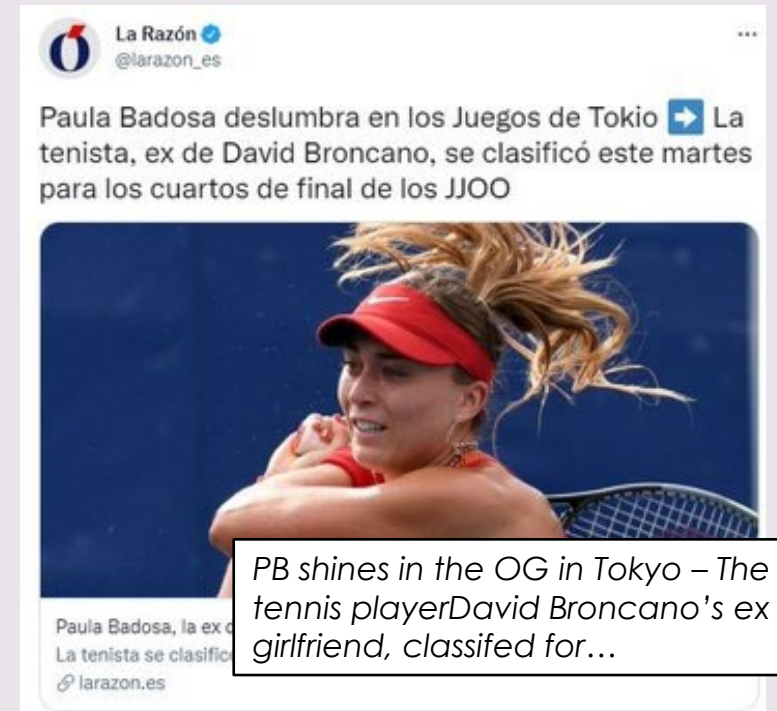 La Razón
@larazon_es
Paula Badosa deslumbra en los Juegos de Tokio ➡️ La
tenista, ex de David Broncano, se clasificó este martes
para los cuartos de final de los JJOO
PB shines in the OG in Tokyo – The
tennis playerDavid Broncano's ex
girlfriend, classifed for…
Paula Badosa, la ex
La tenista se clasific
larazon.es